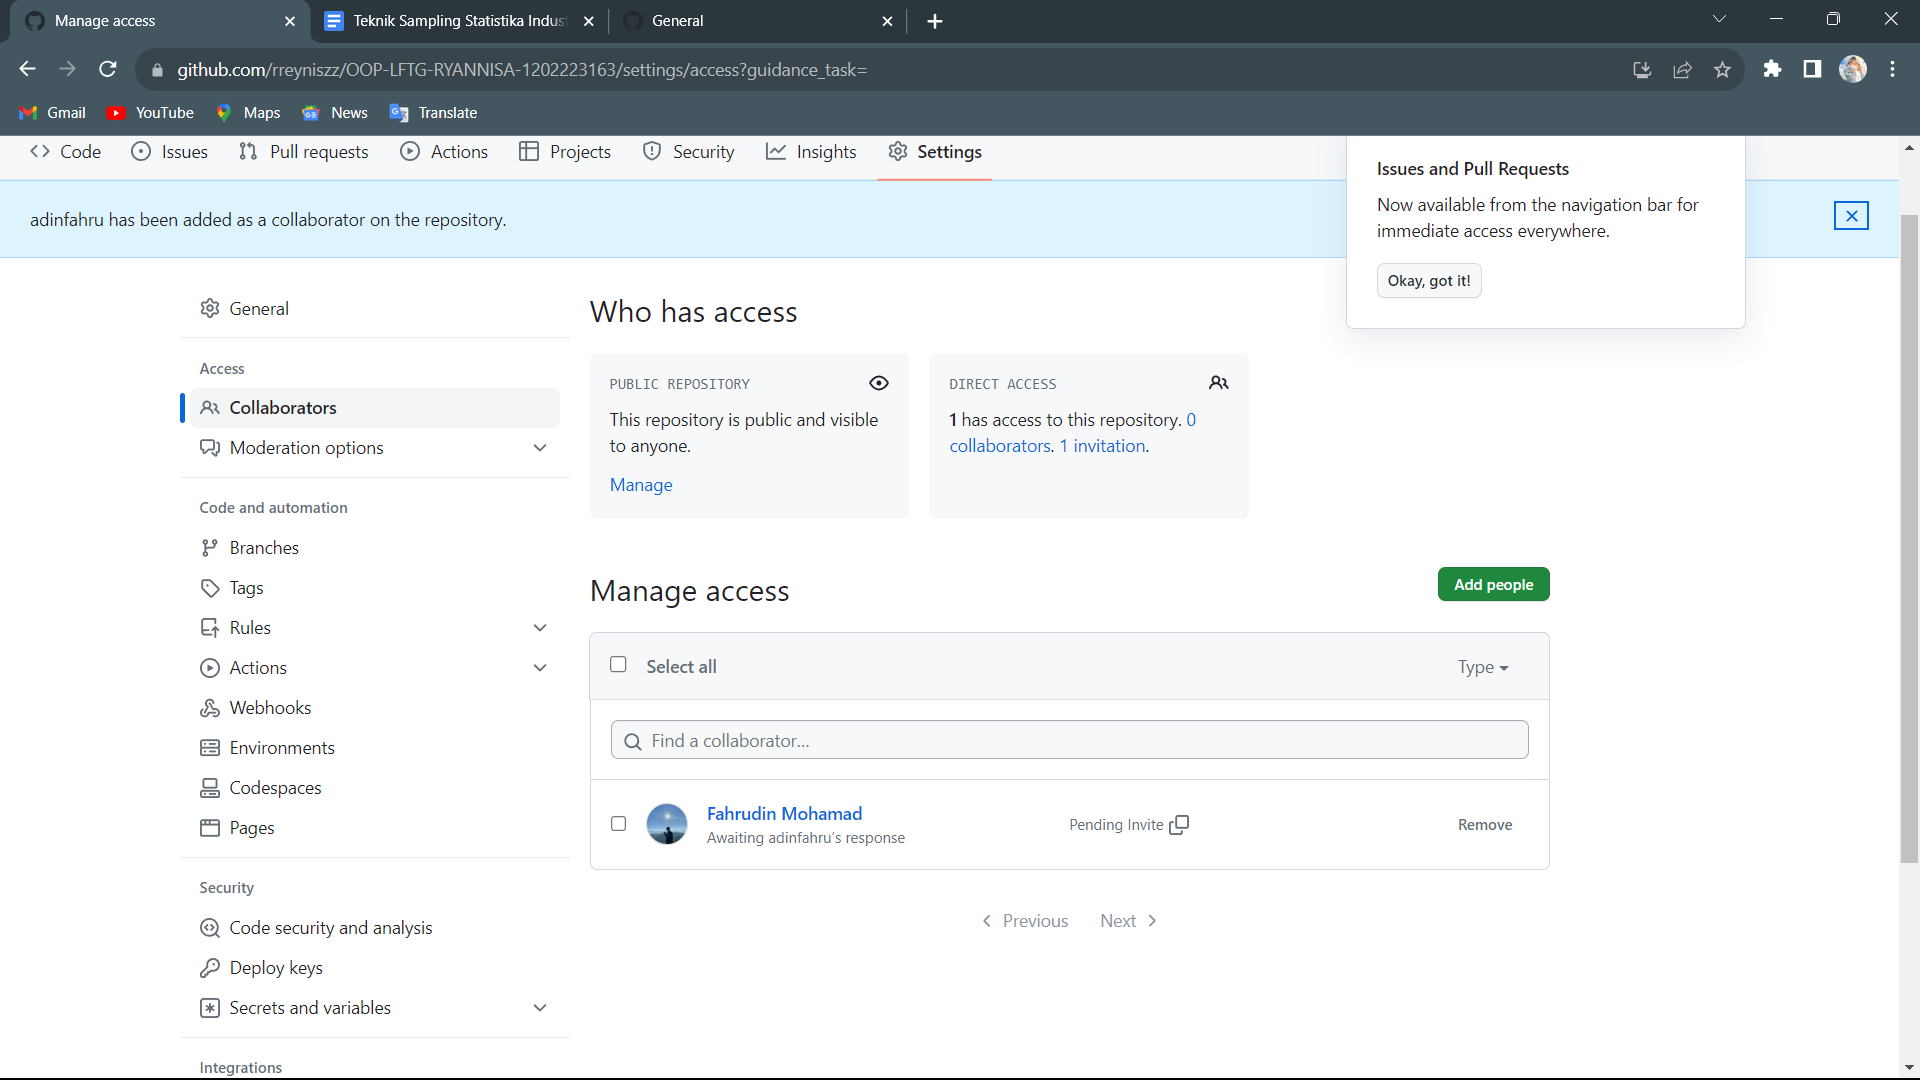 Manage access
Teknik Sampling Statistika Indus
General
github.com/rreyniszz/OOP-LFTG-RYANNISA-1202223163/settings/access?guidance_task=
Gmail
YouTube
Maps
News
Translate
Code
Issues
Pull requests
Actions
Projects
Security
Insights
Settings
Issues and Pull Requests
Now available from the navigation bar for
immediate access everywhere.
Okay, got it!
adinfahru has been added as a collaborator on the repository.
General
Access
Collaborators
Moderation options
Code and automation
Branches
Tags
Rules
Actions
Webhooks
Environments
Codespaces
Pages
Security
Code security and analysis
Deploy keys
Secrets and variables
Integrations
Who has access
PUBLIC REPOSITORY
This repository is public and visible
to anyone.
Manage
DIRECT ACCESS
1 has access to this repository. 0
collaborators. 1 invitation.
Manage access
Add people
Select all
Type
Find a collaborator...
Fahrudin Mohamad
Awaiting adinfahru's response
Pending Invite
Remove
Previous
Next